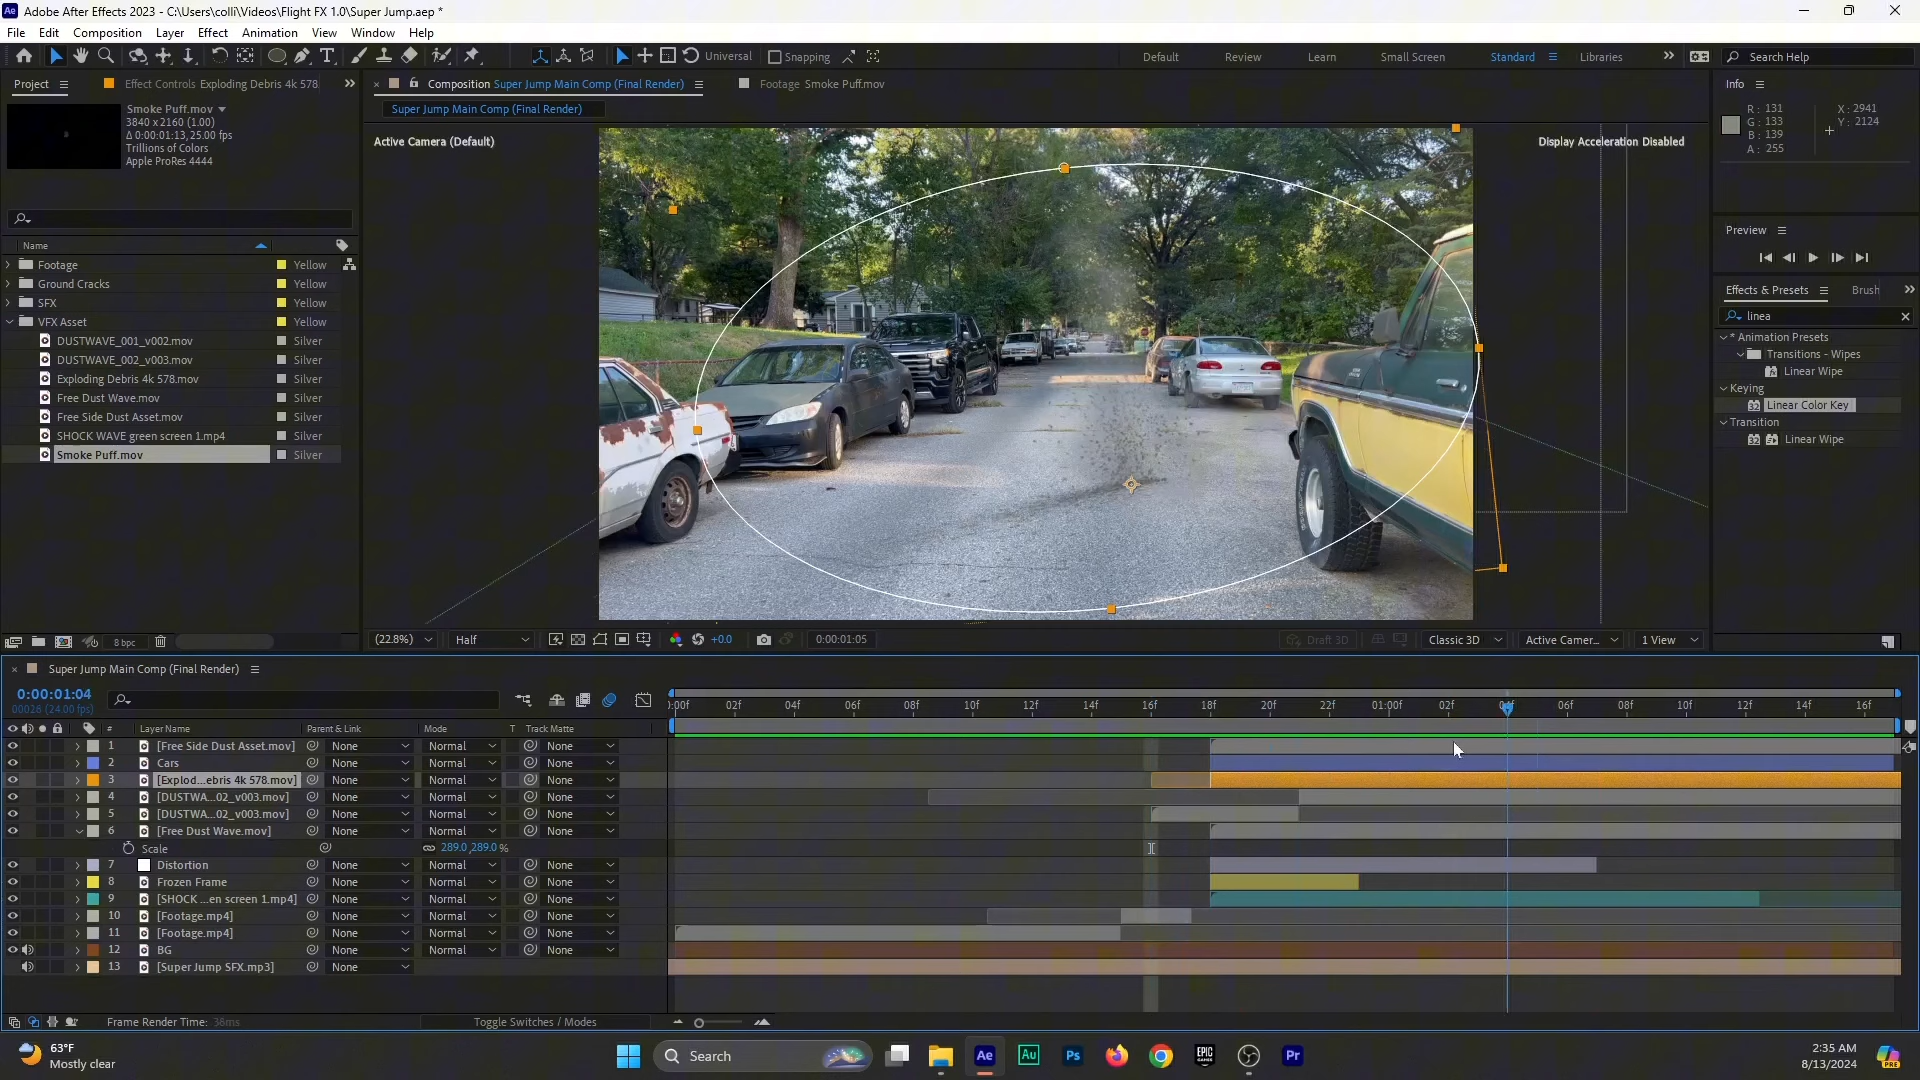 Adobe After Effects 2023 - C:\Users\colli\Videos\Flight FX 1.0\Super Jump.aep *
File Edit Composition Layer Effect Animation View Window Help
Universal Snapping Default Review Learn Small Screen Standard Libraries Search Help
Project Effect Controls Exploding Debris 4k 578. Composition Super Jump Main Comp (Final Render) Footage Smoke Puff.mov Info
Super Jump Main Comp (Final Render)
Smoke Puff.mov
3840 x 2160 (1.00)
Δ 0:00:01:13, 25.00 fps
Trillions of Colors
Apple ProRes 4444
Active Camera (Default)
Display Acceleration Disabled
R: 131 X: 2941
G: 133 Y: 2124
B: 139
A: 255
Preview
Effects & Presets Brush
linea
* Animation Presets
Transitions - Wipes
Linear Wipe
Keying
Linear Color Key
Transition
Linear Wipe
Name
Footage Yellow
Ground Cracks Yellow
SFX Yellow
VFX Asset Yellow
DUSTWAVE_001_v002.mov Silver
DUSTWAVE_002_v003.mov Silver
Exploding Debris 4k 578.mov Silver
Free Dust Wave.mov Silver
Free Side Dust Asset.mov Silver
SHOCK WAVE green screen 1.mp4 Silver
Smoke Puff.mov Silver
8 bpc
(22.8%) Half +0.0 0:00:01:05 Draft 3D Classic 3D Active Camer... 1 View
Super Jump Main Comp (Final Render)
0:00:01:04
00028 (24.00 fps)
):00f 02f 04f 06f 08f 10f 12f 14f 16f 18f 20f 22f 01:00f 02f 04f 06f 08f 10f 12f 14f 16f
# Layer Name Parent & Link Mode T Track Matte
1 [Free Side Dust Asset.mov] None Normal None
2 Cars None Normal None
3 [Explod...ebris 4k 578.mov] None Normal None
4 [DUSTWA...02_v003.mov] None Normal None
5 [DUSTWA...02_v003.mov] None Normal None
6 [Free Dust Wave.mov] None Normal None
Scale 289.0,289.0%
7 Distortion None Normal None
8 Frozen Frame None Normal None
9 [SHOCK ...en screen 1.mp4] None Normal None
10 [Footage.mp4] None Normal None
11 [Footage.mp4] None Normal None
12 BG None Normal None
13 [Super Jump SFX.mp3] None
Frame Render Time: 36ms Toggle Switches / Modes
63°F
Mostly clear
Search
Ae Au Ps EPIC GAMES Pr
2:35 AM
8/13/2024
PRE